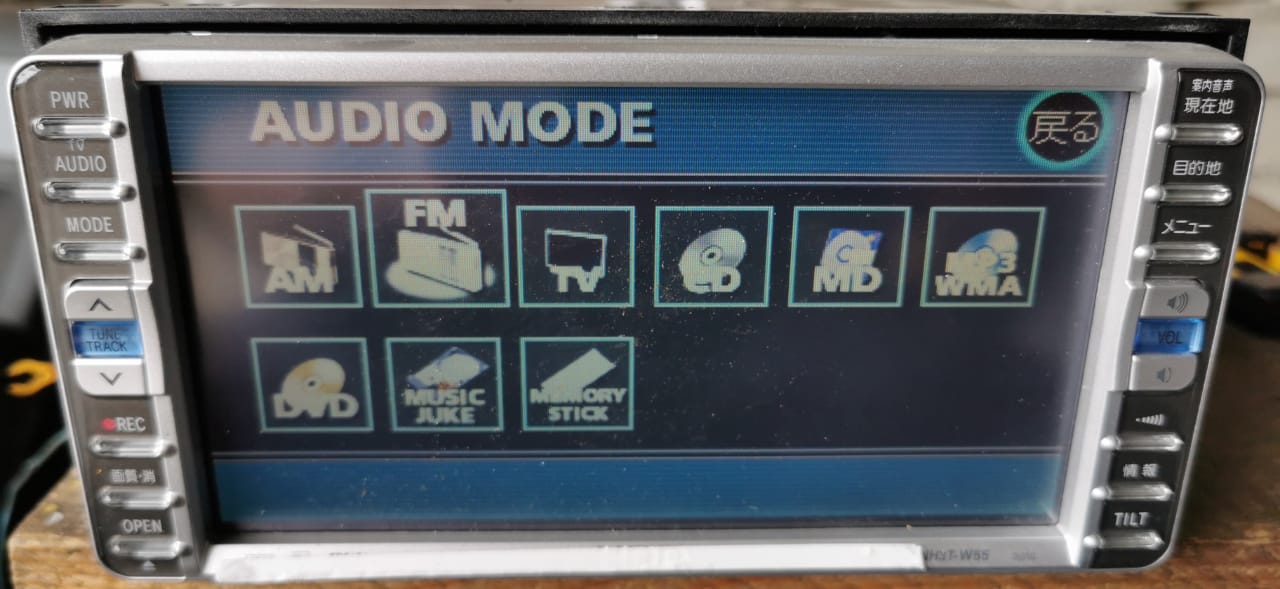 PWR
TV
AUDIO
MODE
TUNE
TRACK
REC
画質・消
OPEN
AUDIO MODE
戻る
AM
FM
TV
CD
MD
MP3
WMA
DVD
MUSIC
JUKE
MEMORY
STICK
案内音声
現在地
目的地
メニュー
VOL
情報
TILT